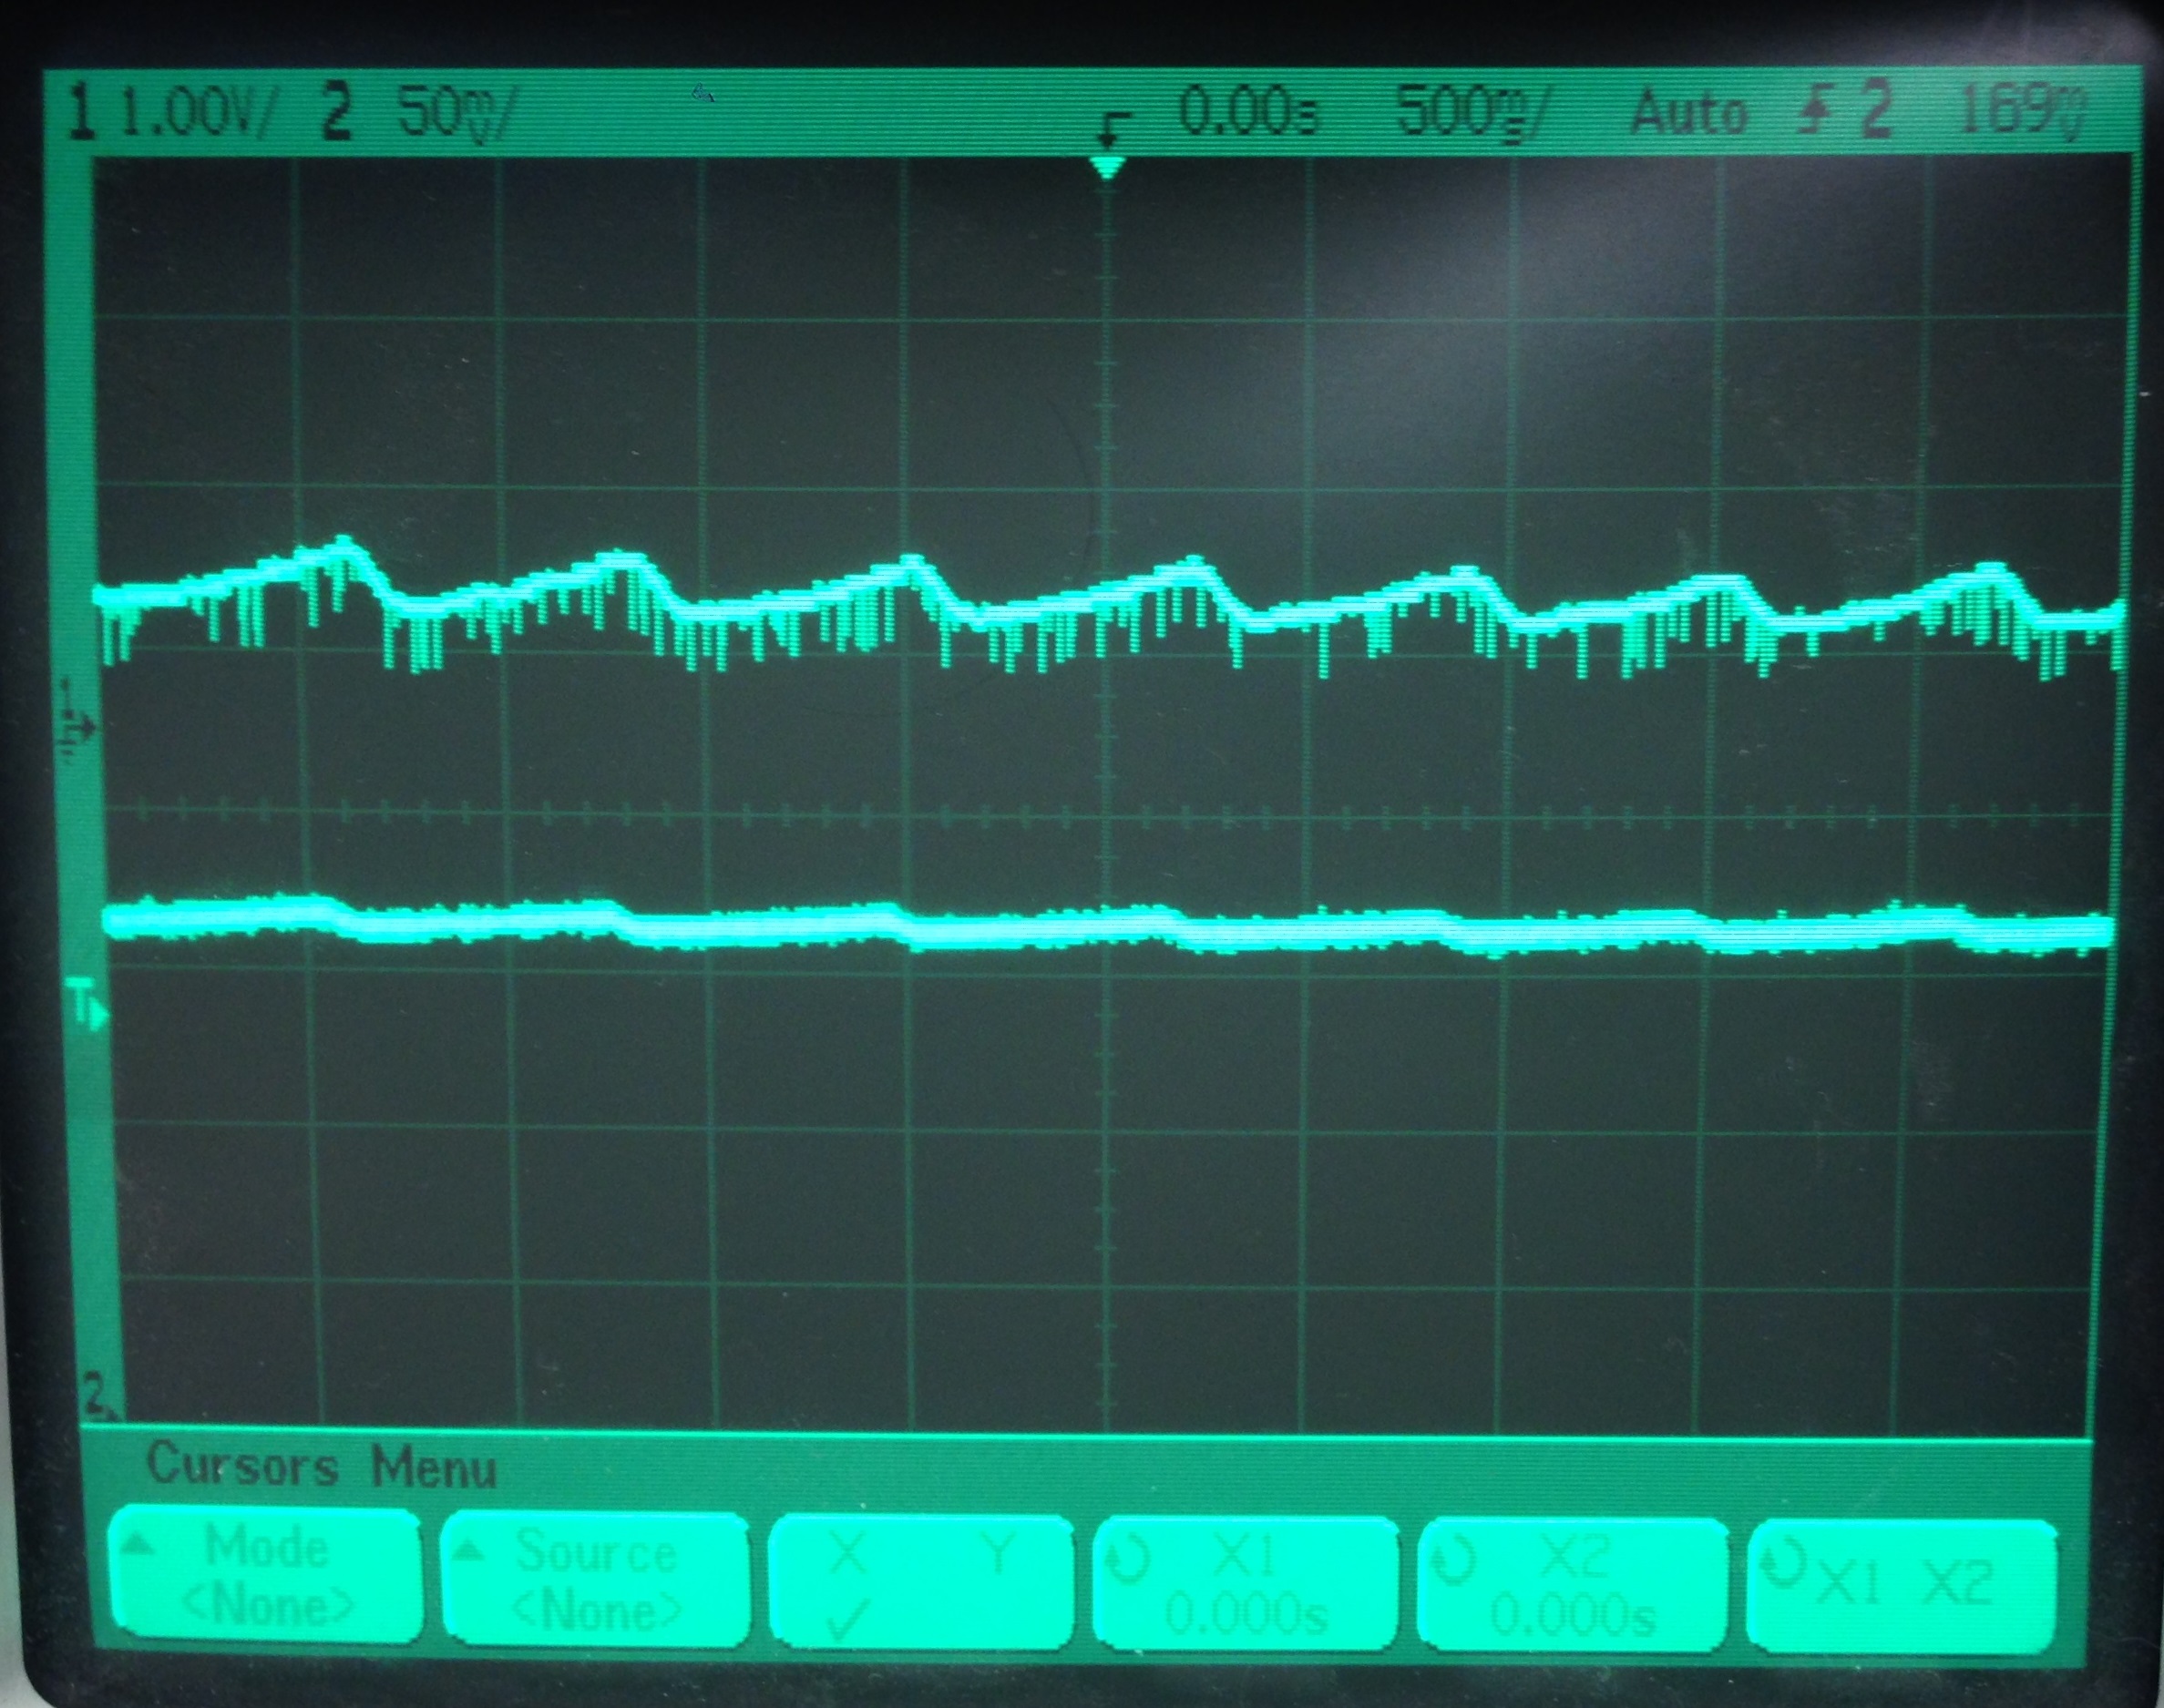 1 1.00V/ 2 50mV/ 0.00s 500ms/ Auto 2 169mV
1
T
2
Cursors Menu
Mode <None>
Source <None>
X Y ✓
X1 0.000s
X2 0.000s
X1 X2